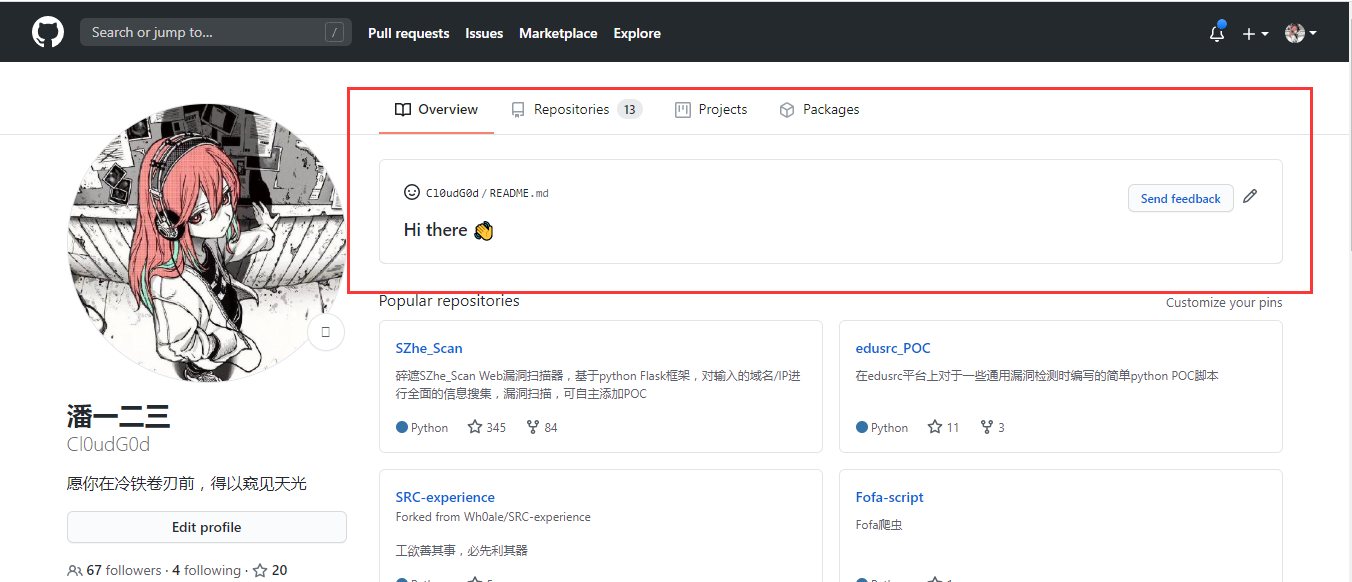 Search or jump to... /
Pull requests Issues Marketplace Explore
Overview Repositories 13 Projects Packages
Cl0udG0d/README.md
Send feedback
Hi there 👋
Popular repositories
Customize your pins
SZhe_Scan
碎遮SZhe_Scan Web漏洞扫描器，基于python Flask框架，对输入的域名/IP进
行全面的信息搜集，漏洞扫描，可自主添加POC
Python 345 84
edusrc_POC
在edusrc平台上对于一些通用漏洞检测时编写的简单python POC脚本
Python 11 3
SRC-experience
Forked from Wh0ale/SRC-experience
工欲善其事，必先利其器
Fofa-script
Fofa爬虫
潘一二三
Cl0udG0d
愿你在冷铁卷刃前，得以窥见天光
Edit profile
67 followers · 4 following · 20